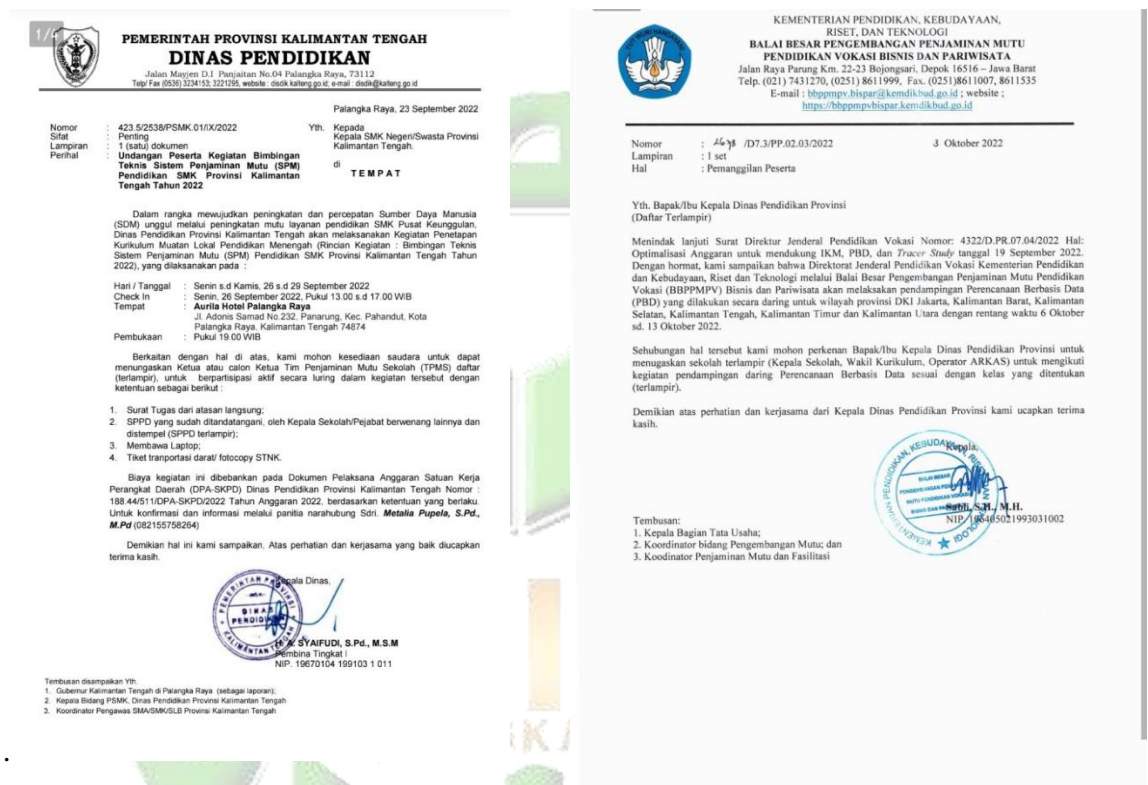 1/4
PEMERINTAH PROVINSI KALIMANTAN TENGAH
DINAS PENDIDIKAN
Jalan Mayjen D.I Panjaitan No.04 Palangka Raya, 73112
Telp/ Fax (0536) 3234153; 3221295, website : disdik.kalteng.go.id; e-mail : disdik@kalteng.go.id
Palangka Raya, 23 September 2022
Nomor : 423.5/2538/PSMK.01/IX/2022
Sifat : Penting
Lampiran : 1 (satu) dokumen
Perihal : Undangan Peserta Kegiatan Bimbingan
Teknis Sistem Penjaminan Mutu (SPM)
Pendidikan SMK Provinsi Kalimantan
Tengah Tahun 2022
Yth. Kepada
Kepala SMK Negeri/Swasta Provinsi
Kalimantan Tengah.
di
T E M P A T
Dalam rangka mewujudkan peningkatan dan percepatan Sumber Daya Manusia
(SDM) unggul melalui peningkatan mutu layanan pendidikan SMK Pusat Keunggulan,
Dinas Pendidikan Provinsi Kalimantan Tengah akan melaksanakan Kegiatan Penetapan
Kurikulum Muatan Lokal Pendidikan Menengah (Rincian Kegiatan : Bimbingan Teknis
Sistem Penjaminan Mutu (SPM) Pendidikan SMK Provinsi Kalimantan Tengah Tahun
2022), yang dilaksanakan pada :
Hari / Tanggal : Senin s.d Kamis, 26 s.d 29 September 2022
Check In : Senin, 26 September 2022, Pukul 13.00 s.d 17.00 WIB
Tempat : Aurila Hotel Palangka Raya
Jl. Adonis Samad No.232, Panarung, Kec. Pahandut, Kota
Palangka Raya, Kalimantan Tengah 74874
Pembukaan : Pukul 19.00 WIB
Berkaitan dengan hal di atas, kami mohon kesediaan saudara untuk dapat
menungaskan Ketua atau calon Ketua Tim Penjaminan Mutu Sekolah (TPMS) daftar
(terlampir), untuk berpartisipasi aktif secara luring dalam kegiatan tersebut dengan
ketentuan sebagai berikut :
1. Surat Tugas dari atasan langsung;
2. SPPD yang sudah ditandatangani, oleh Kepala Sekolah/Pejabat berwenang lainnya dan
distempel (SPPD terlampir);
3. Membawa Laptop;
4. Tiket tranportasi darat/ fotocopy STNK.
Biaya kegiatan ini dibebankan pada Dokumen Pelaksana Anggaran Satuan Kerja
Perangkat Daerah (DPA-SKPD) Dinas Pendidikan Provinsi Kalimantan Tengah Nomor :
188.44/511/DPA-SKPD/2022 Tahun Anggaran 2022, berdasarkan ketentuan yang berlaku.
Untuk konfirmasi dan informasi melalui panitia narahubung Sdri. Metalia Pupela, S.Pd.,
M.Pd (082155758264)
Demikian hal ini kami sampaikan, Atas perhatian dan kerjasama yang baik diucapkan
terima kasih.
Kepala Dinas,
PEMERINTAH PROVINSI
DINAS
PENDIDIKAN
KALIMANTAN TENGAH
H. A. SYAIFUDI, S.Pd., M.S.M
Pembina Tingkat I
NIP. 19670104 199103 1 011
Tembusan disampaikan Yth.
1. Gubernur Kalimantan Tengah di Palangka Raya (sebagai laporan);
2. Kepala Bidang PSMK, Dinas Pendidikan Provinsi Kalimantan Tengah
3. Koordinator Pengawas SMA/SMK/SLB Provinsi Kalimantan Tengah
KEMENTERIAN PENDIDIKAN, KEBUDAYAAN,
RISET, DAN TEKNOLOGI
BALAI BESAR PENGEMBANGAN PENJAMINAN MUTU
PENDIDIKAN VOKASI BISNIS DAN PARIWISATA
Jalan Raya Parung Km. 22-23 Bojongsari, Depok 16516 – Jawa Barat
Telp. (021) 7431270, (0251) 8611999, Fax. (0251)8611007, 8611535
E-mail : bbppmpv.bispar@kemdikbud.go.id ; website ;
https://bbppmpvbispar.kemdikbud.go.id
Nomor : 2678 /D7.3/PP.02.03/2022
3 Oktober 2022
Lampiran : 1 set
Hal : Pemanggilan Peserta
Yth. Bapak/Ibu Kepala Dinas Pendidikan Provinsi
(Daftar Terlampir)
Menindak lanjuti Surat Direktur Jenderal Pendidikan Vokasi Nomor: 4322/D.PR.07.04/2022 Hal:
Optimalisasi Anggaran untuk mendukung IKM, PBD, dan Tracer Study tanggal 19 September 2022.
Dengan hormat, kami sampaikan bahwa Direktorat Jenderal Pendidikan Vokasi Kementerian Pendidikan
dan Kebudayaan, Riset dan Teknologi melalui Balai Besar Pengembangan Penjaminan Mutu Pendidikan
Vokasi (BBPPMPV) Bisnis dan Pariwisata akan melaksanakan pendampingan Perencanaan Berbasis Data
(PBD) yang dilakukan secara daring untuk wilayah provinsi DKI Jakarta, Kalimantan Barat, Kalimantan
Selatan, Kalimantan Tengah, Kalimantan Timur dan Kalimantan Utara dengan rentang waktu 6 Oktober
sd. 13 Oktober 2022.
Sehubungan hal tersebut kami mohon perkenan Bapak/Ibu Kepala Dinas Pendidikan Provinsi untuk
menugaskan sekolah terlampir (Kepala Sekolah, Wakil Kurikulum, Operator ARKAS) untuk mengikuti
kegiatan pendampingan daring Perencanaan Berbasis Data sesuai dengan kelas yang ditentukan
(terlampir).
Demikian atas perhatian dan kerjasama dari Kepala Dinas Pendidikan Provinsi kami ucapkan terima
kasih.
Kepala,
Sabli, S.H., M.H.
NIP 196405021993031002
Tembusan:
1. Kepala Bagian Tata Usaha;
2. Koordinator bidang Pengembangan Mutu; dan
3. Koodinator Penjaminan Mutu dan Fasilitasi